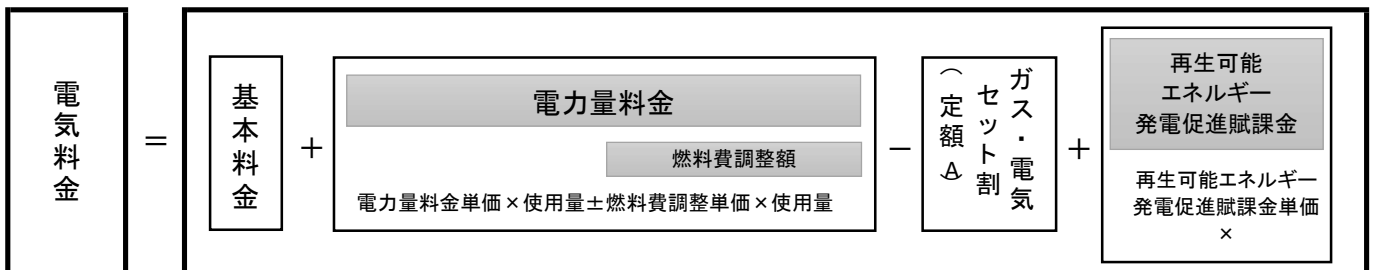 電気料金
＝
基本料金
＋
電力量料金
燃料費調整額
電力量料金単価×使用量±燃料費調整単価×使用量
－
ガス・電気
セット割
（定額A）
＋
再生可能
エネルギー
発電促進賦課金
再生可能エネルギー
発電促進賦課金単価
×